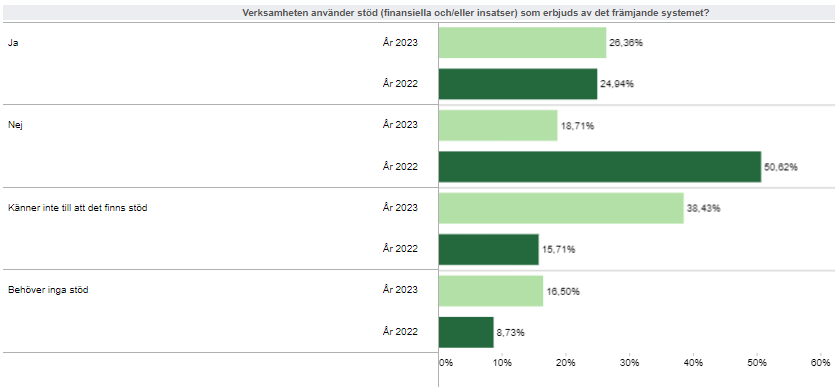 Verksamheten använder stöd (finansiella och/eller insatser) som erbjuds av det främjande systemet?
Ja År 2023 26,36%
År 2022 24,94%
Nej År 2023 18,71%
År 2022 50,62%
Känner inte till att det finns stöd År 2023 38,43%
År 2022 15,71%
Behöver inga stöd År 2023 16,50%
År 2022 8,73%
0% 10% 20% 30% 40% 50% 60%